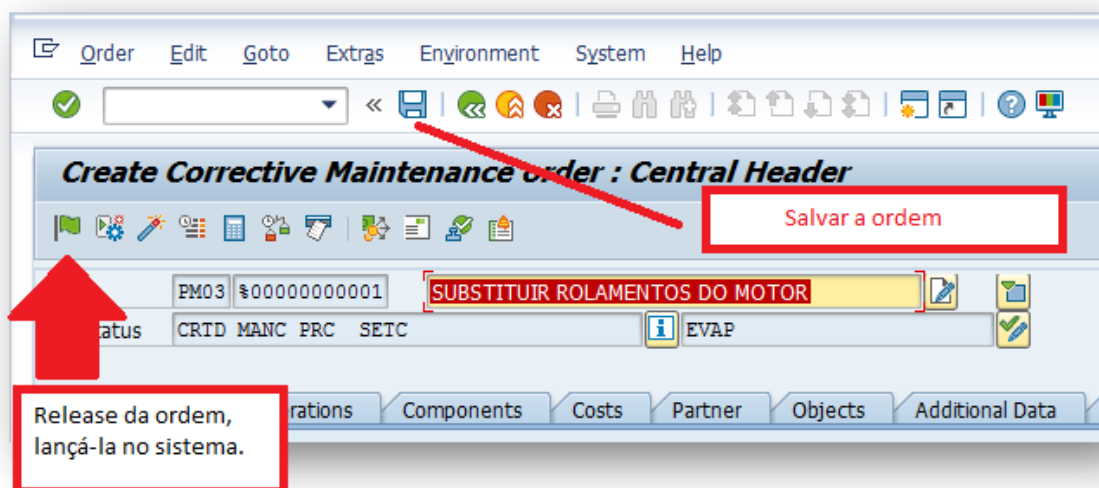 Order Edit Goto Extras Environment System Help
Create Corrective Maintenance order : Central Header
Salvar a ordem
PM03 %00000000001 SUBSTITUIR ROLAMENTOS DO MOTOR
CRTD MANC PRC SETC EVAP
Components Costs Partner Objects Additional Data
Release da ordem,
lançá-la no sistema.